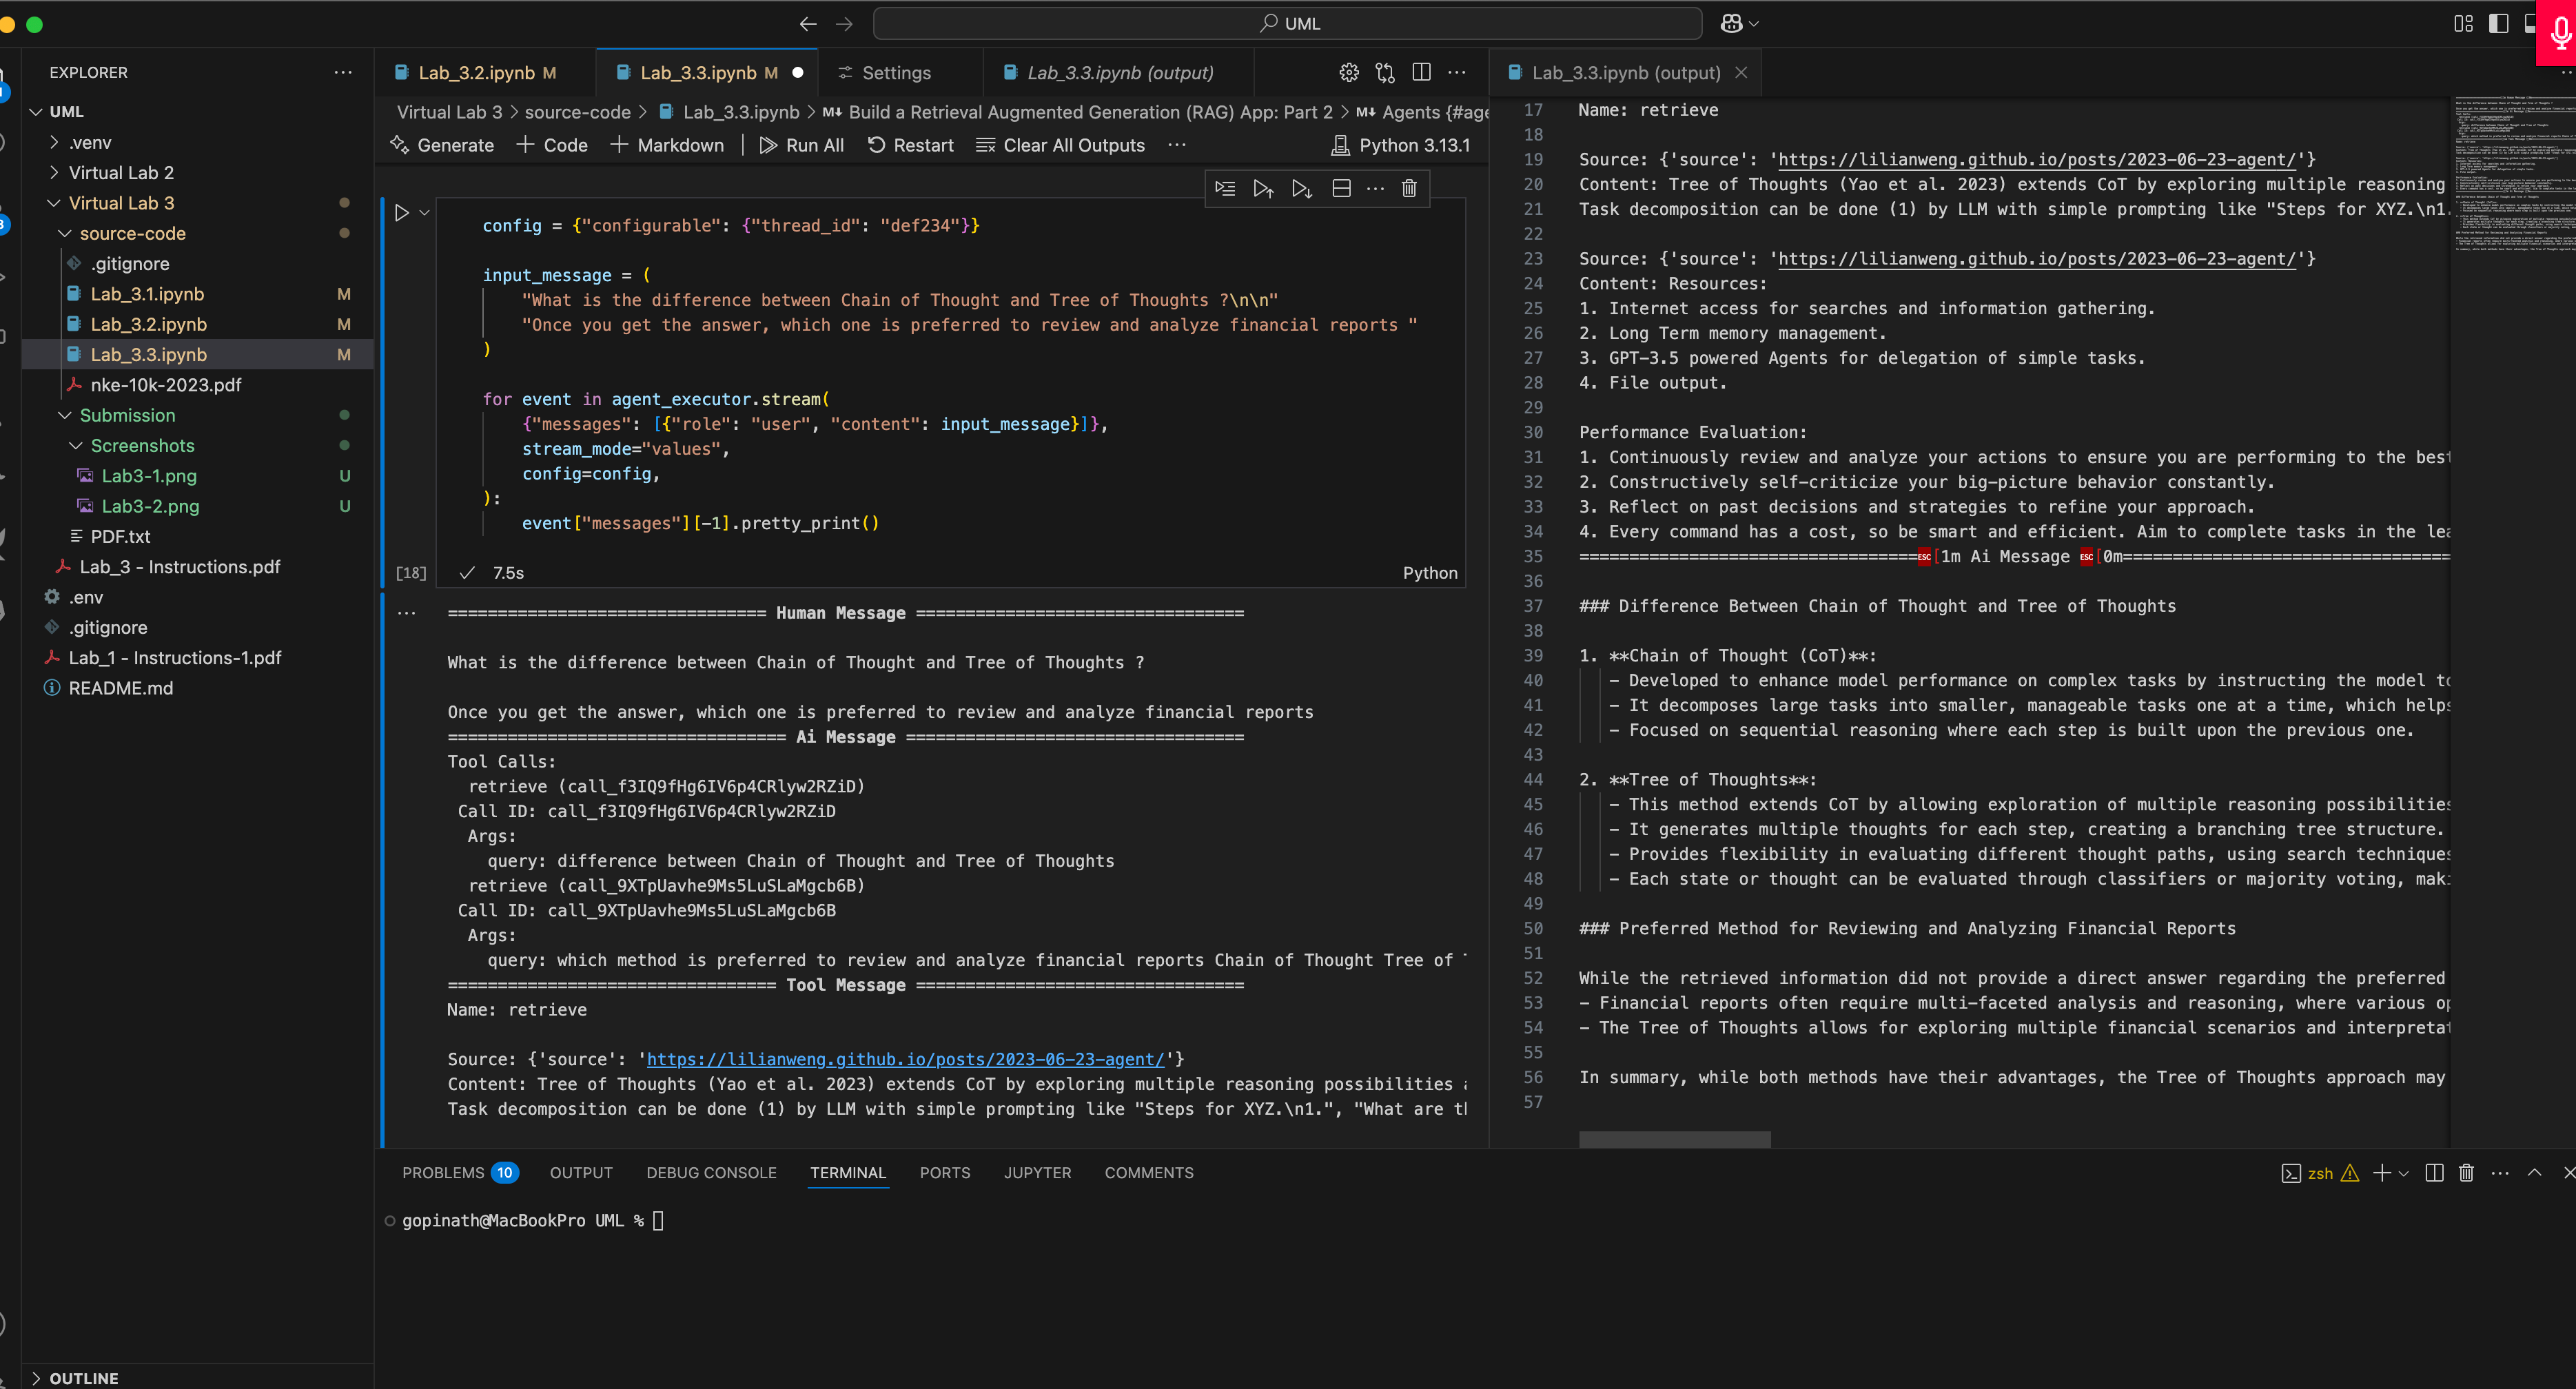 UML
EXPLORER
UML
.venv
Virtual Lab 2
Virtual Lab 3
source-code
.gitignore
Lab_3.1.ipynb M
Lab_3.2.ipynb M
Lab_3.3.ipynb M
nke-10k-2023.pdf
Submission
Screenshots
Lab3-1.png U
Lab3-2.png U
PDF.txt
Lab_3 - Instructions.pdf
.env
.gitignore
Lab_1 - Instructions-1.pdf
README.md
OUTLINE
Lab_3.2.ipynb M
Lab_3.3.ipynb M
Settings
Lab_3.3.ipynb (output)
Virtual Lab 3 > source-code > Lab_3.3.ipynb > M↓ Build a Retrieval Augmented Generation (RAG) App: Part 2 > M↓ Agents {#age
Generate + Code + Markdown Run All Restart Clear All Outputs ··· Python 3.13.1
config = {"configurable": {"thread_id": "def234"}}
input_message = (
"What is the difference between Chain of Thought and Tree of Thoughts ?\n\n"
"Once you get the answer, which one is preferred to review and analyze financial reports "
)
for event in agent_executor.stream(
{"messages": [{"role": "user", "content": input_message}]},
stream_mode="values",
config=config,
):
event["messages"][-1].pretty_print()
[18] 7.5s Python
================================ Human Message =================================
What is the difference between Chain of Thought and Tree of Thoughts ?
Once you get the answer, which one is preferred to review and analyze financial reports
================================== Ai Message ==================================
Tool Calls:
retrieve (call_f3IQ9fHg6IV6p4CRlyw2RZiD)
Call ID: call_f3IQ9fHg6IV6p4CRlyw2RZiD
Args:
query: difference between Chain of Thought and Tree of Thoughts
retrieve (call_9XTpUavhe9Ms5LuSLaMgcb6B)
Call ID: call_9XTpUavhe9Ms5LuSLaMgcb6B
Args:
query: which method is preferred to review and analyze financial reports Chain of Thought Tree of
================================= Tool Message =================================
Name: retrieve
Source: {'source': 'https://lilianweng.github.io/posts/2023-06-23-agent/'}
Content: Tree of Thoughts (Yao et al. 2023) extends CoT by exploring multiple reasoning possibilities
Task decomposition can be done (1) by LLM with simple prompting like "Steps for XYZ.\n1.", "What are
Lab_3.3.ipynb (output)
17 Name: retrieve
18
19 Source: {'source': 'https://lilianweng.github.io/posts/2023-06-23-agent/'}
20 Content: Tree of Thoughts (Yao et al. 2023) extends CoT by exploring multiple reasoning
21 Task decomposition can be done (1) by LLM with simple prompting like "Steps for XYZ.\n1.
22
23 Source: {'source': 'https://lilianweng.github.io/posts/2023-06-23-agent/'}
24 Content: Resources:
25 1. Internet access for searches and information gathering.
26 2. Long Term memory management.
27 3. GPT-3.5 powered Agents for delegation of simple tasks.
28 4. File output.
29
30 Performance Evaluation:
31 1. Continuously review and analyze your actions to ensure you are performing to the best
32 2. Constructively self-criticize your big-picture behavior constantly.
33 3. Reflect on past decisions and strategies to refine your approach.
34 4. Every command has a cost, so be smart and efficient. Aim to complete tasks in the lea
35 ==================================ESC[1m Ai Message ESC[0m=================================
36
37 ### Difference Between Chain of Thought and Tree of Thoughts
38
39 1. **Chain of Thought (CoT)**:
40 - Developed to enhance model performance on complex tasks by instructing the model to
41 - It decomposes large tasks into smaller, manageable tasks one at a time, which helps
42 - Focused on sequential reasoning where each step is built upon the previous one.
43
44 2. **Tree of Thoughts**:
45 - This method extends CoT by allowing exploration of multiple reasoning possibilities
46 - It generates multiple thoughts for each step, creating a branching tree structure.
47 - Provides flexibility in evaluating different thought paths, using search techniques
48 - Each state or thought can be evaluated through classifiers or majority voting, maki
49
50 ### Preferred Method for Reviewing and Analyzing Financial Reports
51
52 While the retrieved information did not provide a direct answer regarding the preferred
53 - Financial reports often require multi-faceted analysis and reasoning, where various op
54 - The Tree of Thoughts allows for exploring multiple financial scenarios and interpretat
55
56 In summary, while both methods have their advantages, the Tree of Thoughts approach may
57
PROBLEMS 10 OUTPUT DEBUG CONSOLE TERMINAL PORTS JUPYTER COMMENTS
zsh
gopinath@MacBookPro UML %